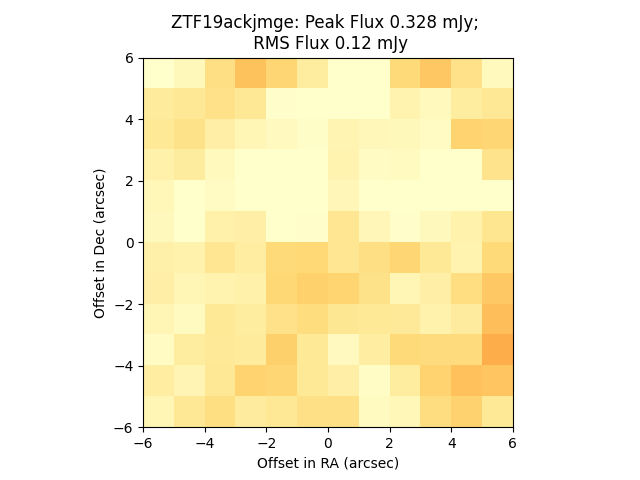 ZTF19ackjmge: Peak Flux 0.328 mJy;
RMS Flux 0.12 mJy
6
4
2
0
−2
−4
−6
Offset in Dec (arcsec)
−6 −4 −2 0 2 4 6
Offset in RA (arcsec)